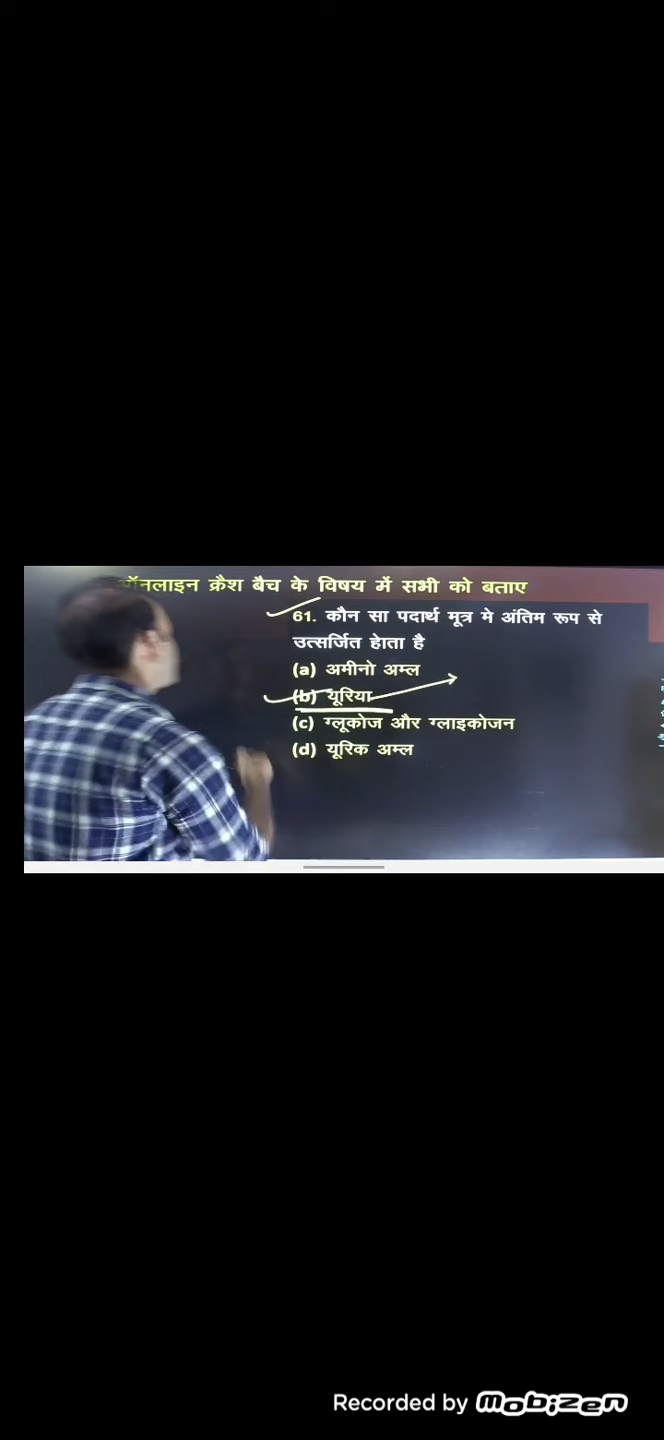 ऑनलाइन क्रैश बैच के विषय में सभी को बताए
61. कौन सा पदार्थ मूत्र मे अंतिम रूप से
उत्सर्जित हेाता है
(a) अमीनो अम्ल
(b) यूरिया
(c) ग्लूकोज और ग्लाइकोजन
(d) यूरिक अम्ल
Recorded by mobizen